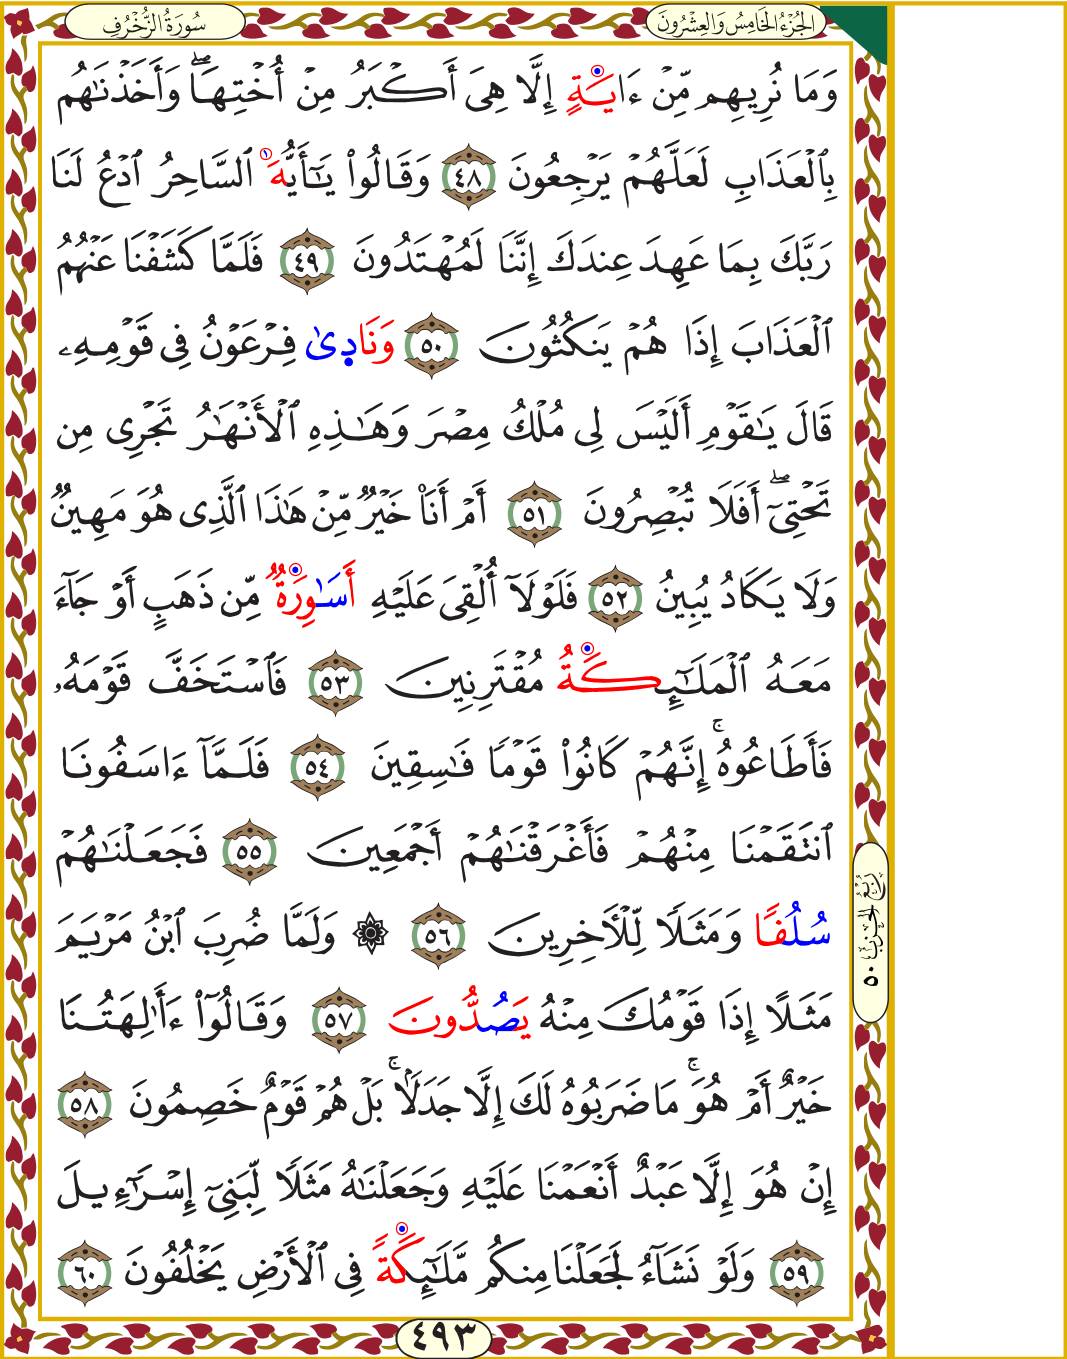 الجُزْءُ الخَامِسُ وَالعِشْرُونَ
سُورَةُ الزُّخْرُفِ
وَمَا نُرِيهِم مِّنْ ءَايَةٍ إِلَّا هِىَ أَكْبَرُ مِنْ أُخْتِهَاۖ وَأَخَذْنَٰهُم
بِٱلْعَذَابِ لَعَلَّهُمْ يَرْجِعُونَ ٤٨ وَقَالُوا۟ يَٰٓأَيُّهَ ٱلسَّاحِرُ ٱدْعُ لَنَا
رَبَّكَ بِمَا عَهِدَ عِندَكَ إِنَّنَا لَمُهْتَدُونَ ٤٩ فَلَمَّا كَشَفْنَا عَنْهُمُ
ٱلْعَذَابَ إِذَا هُمْ يَنكُثُونَ ٥٠ وَنَادِىٰ فِرْعَوْنُ فِى قَوْمِهِۦ
قَالَ يَٰقَوْمِ أَلَيْسَ لِى مُلْكُ مِصْرَ وَهَٰذِهِ ٱلْأَنْهَٰرُ تَجْرِى مِن
تَحْتِىٓۖ أَفَلَا تُبْصِرُونَ ٥١ أَمْ أَنَا۠ خَيْرٌ مِّنْ هَٰذَا ٱلَّذِى هُوَ مَهِينٌ
وَلَا يَكَادُ يُبِينُ ٥٢ فَلَوْلَآ أُلْقِىَ عَلَيْهِ أَسَٰوِرَةٌ مِّن ذَهَبٍ أَوْ جَآءَ
مَعَهُ ٱلْمَلَٰٓئِكَةُ مُقْتَرِنِينَ ٥٣ فَٱسْتَخَفَّ قَوْمَهُۥ
فَأَطَاعُوهُۚ إِنَّهُمْ كَانُوا۟ قَوْمًا فَٰسِقِينَ ٥٤ فَلَمَّآ ءَاسَفُونَا
ٱنتَقَمْنَا مِنْهُمْ فَأَغْرَقْنَٰهُمْ أَجْمَعِينَ ٥٥ فَجَعَلْنَٰهُمْ
سُلُفًا وَمَثَلًا لِّلْءَاخِرِينَ ٥٦ ۞ وَلَمَّا ضُرِبَ ٱبْنُ مَرْيَمَ
مَثَلًا إِذَا قَوْمُكَ مِنْهُ يَصُدُّونَ ٥٧ وَقَالُوٓا۟ ءَأَٰلِهَتُنَا
خَيْرٌ أَمْ هُوَۚ مَا ضَرَبُوهُ لَكَ إِلَّا جَدَلًۢاۚ بَلْ هُمْ قَوْمٌ خَصِمُونَ ٥٨
إِنْ هُوَ إِلَّا عَبْدٌ أَنْعَمْنَا عَلَيْهِ وَجَعَلْنَٰهُ مَثَلًا لِّبَنِىٓ إِسْرَٰٓءِيلَ
٥٩ وَلَوْ نَشَآءُ لَجَعَلْنَا مِنكُم مَّلَٰٓئِكَةً فِى ٱلْأَرْضِ يَخْلُفُونَ ٦٠
رُبْعُ الحِزْبِ ٥٠
٤٩٣